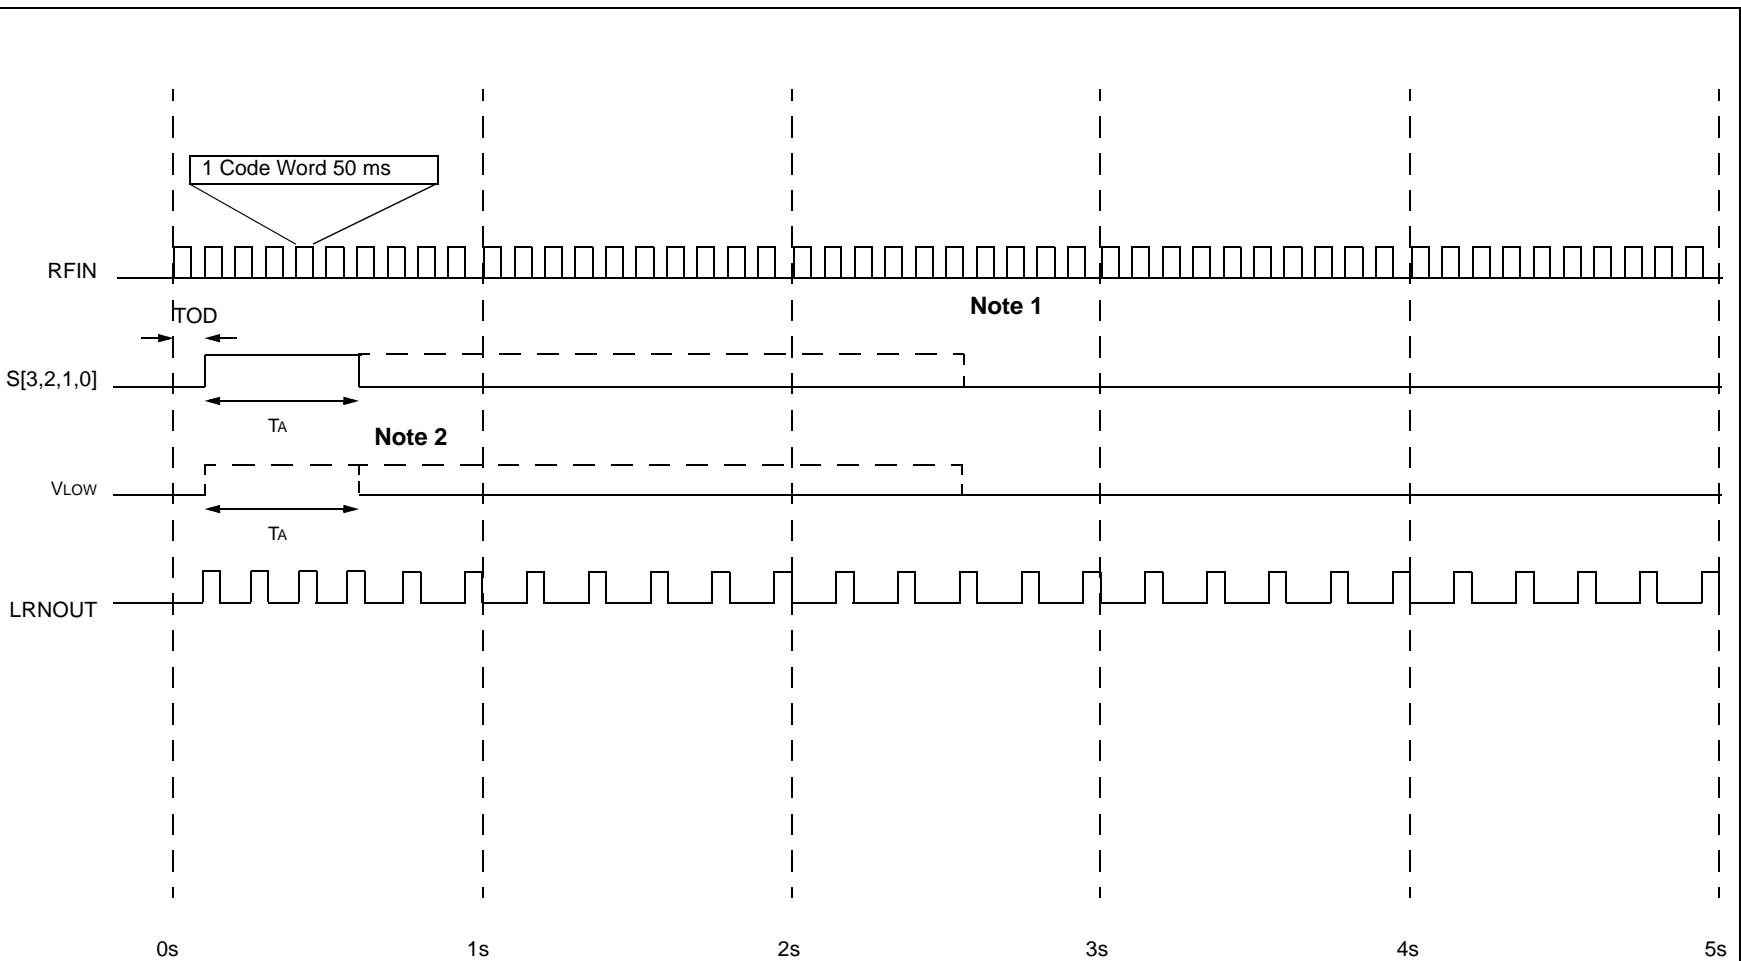 1 Code Word 50 ms
RFIN
Note 1
TOD
S[3,2,1,0]
TA
Note 2
VLOW
TA
LRNOUT
0s 1s 2s 3s 4s 5s